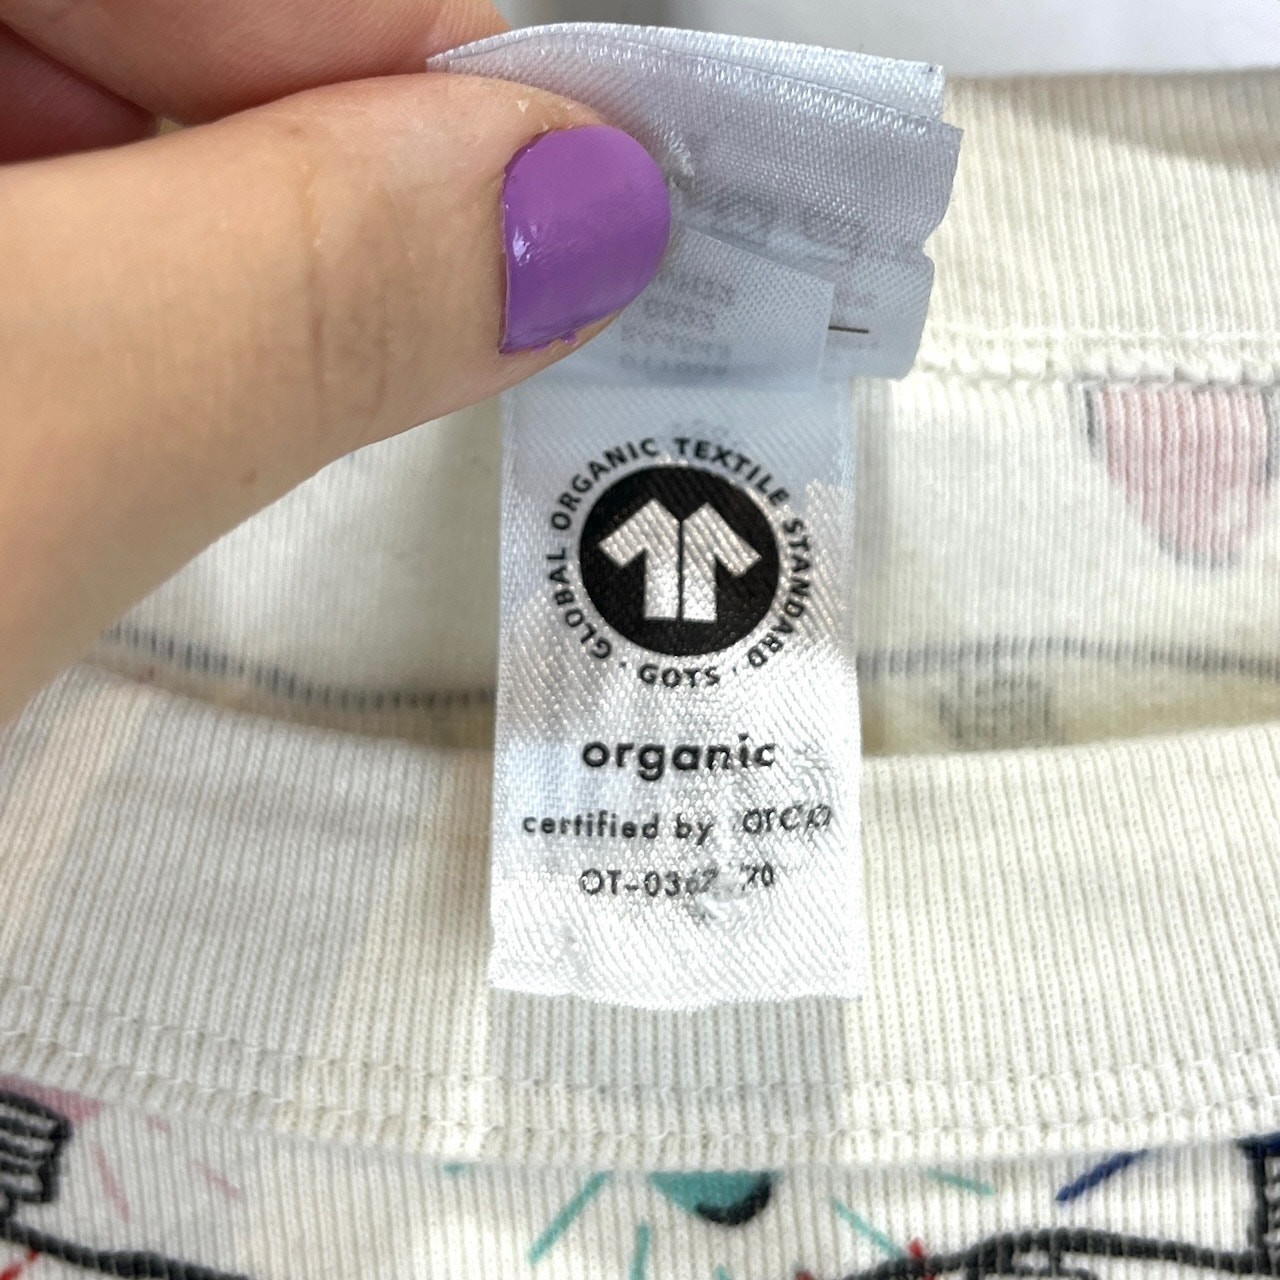 GLOBAL ORGANIC TEXTILE STANDARD · GOTS ·
organic
certified by